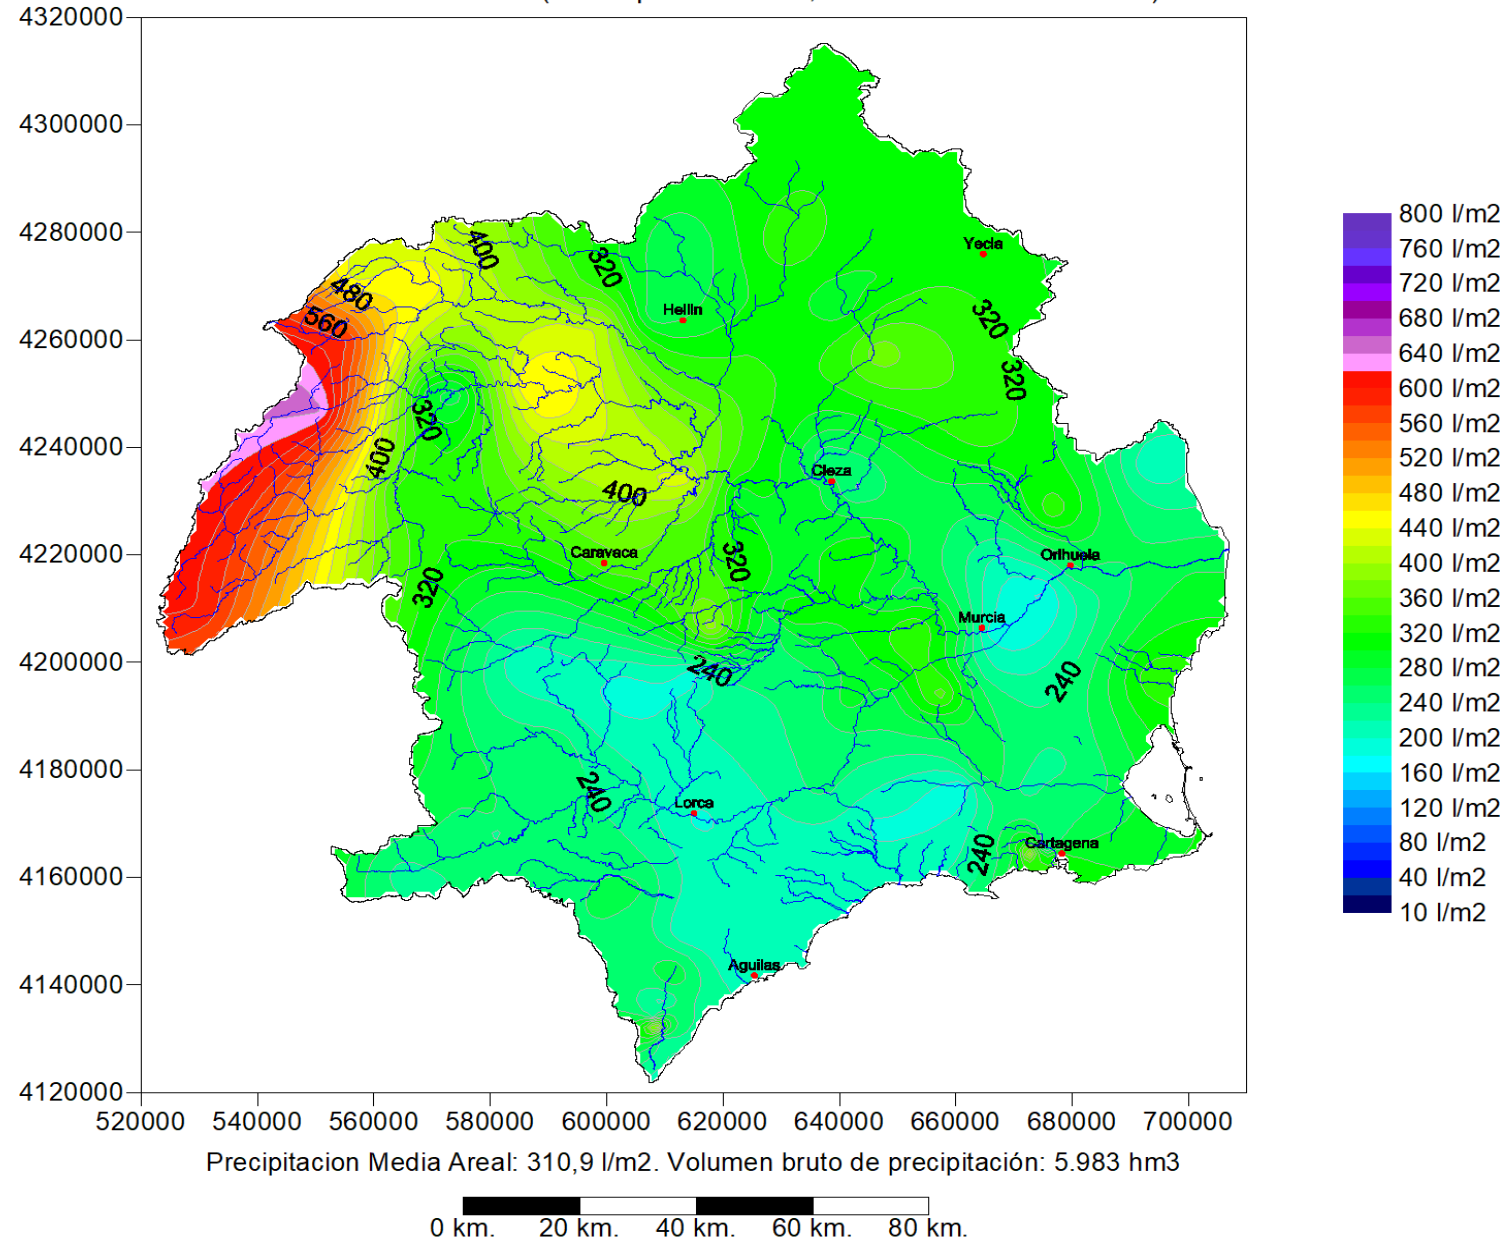 4320000
4300000
4280000
4260000
4240000
4220000
4200000
4180000
4160000
4140000
4120000
520000 540000 560000 580000 600000 620000 640000 660000 680000 700000
400
480
560
320
320
320
320
400
400
320
320
240
240
240
240
Yecla
Hellin
Cieza
Caravaca
Orihuela
Murcia
Lorca
Cartagena
Aguilas
800 l/m2
760 l/m2
720 l/m2
680 l/m2
640 l/m2
600 l/m2
560 l/m2
520 l/m2
480 l/m2
440 l/m2
400 l/m2
360 l/m2
320 l/m2
280 l/m2
240 l/m2
200 l/m2
160 l/m2
120 l/m2
80 l/m2
40 l/m2
10 l/m2
Precipitacion Media Areal: 310,9 l/m2. Volumen bruto de precipitación: 5.983 hm3
0 km. 20 km. 40 km. 60 km. 80 km.